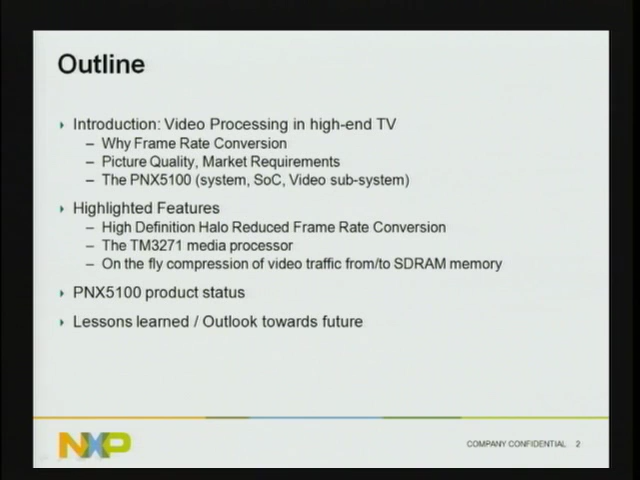 Outline
Introduction: Video Processing in high-end TV
– Why Frame Rate Conversion
– Picture Quality, Market Requirements
– The PNX5100 (system, SoC, Video sub-system)
Highlighted Features
– High Definition Halo Reduced Frame Rate Conversion
– The TM3271 media processor
– On the fly compression of video traffic from/to SDRAM memory
PNX5100 product status
Lessons learned / Outlook towards future
NXP
COMPANY CONFIDENTIAL 2